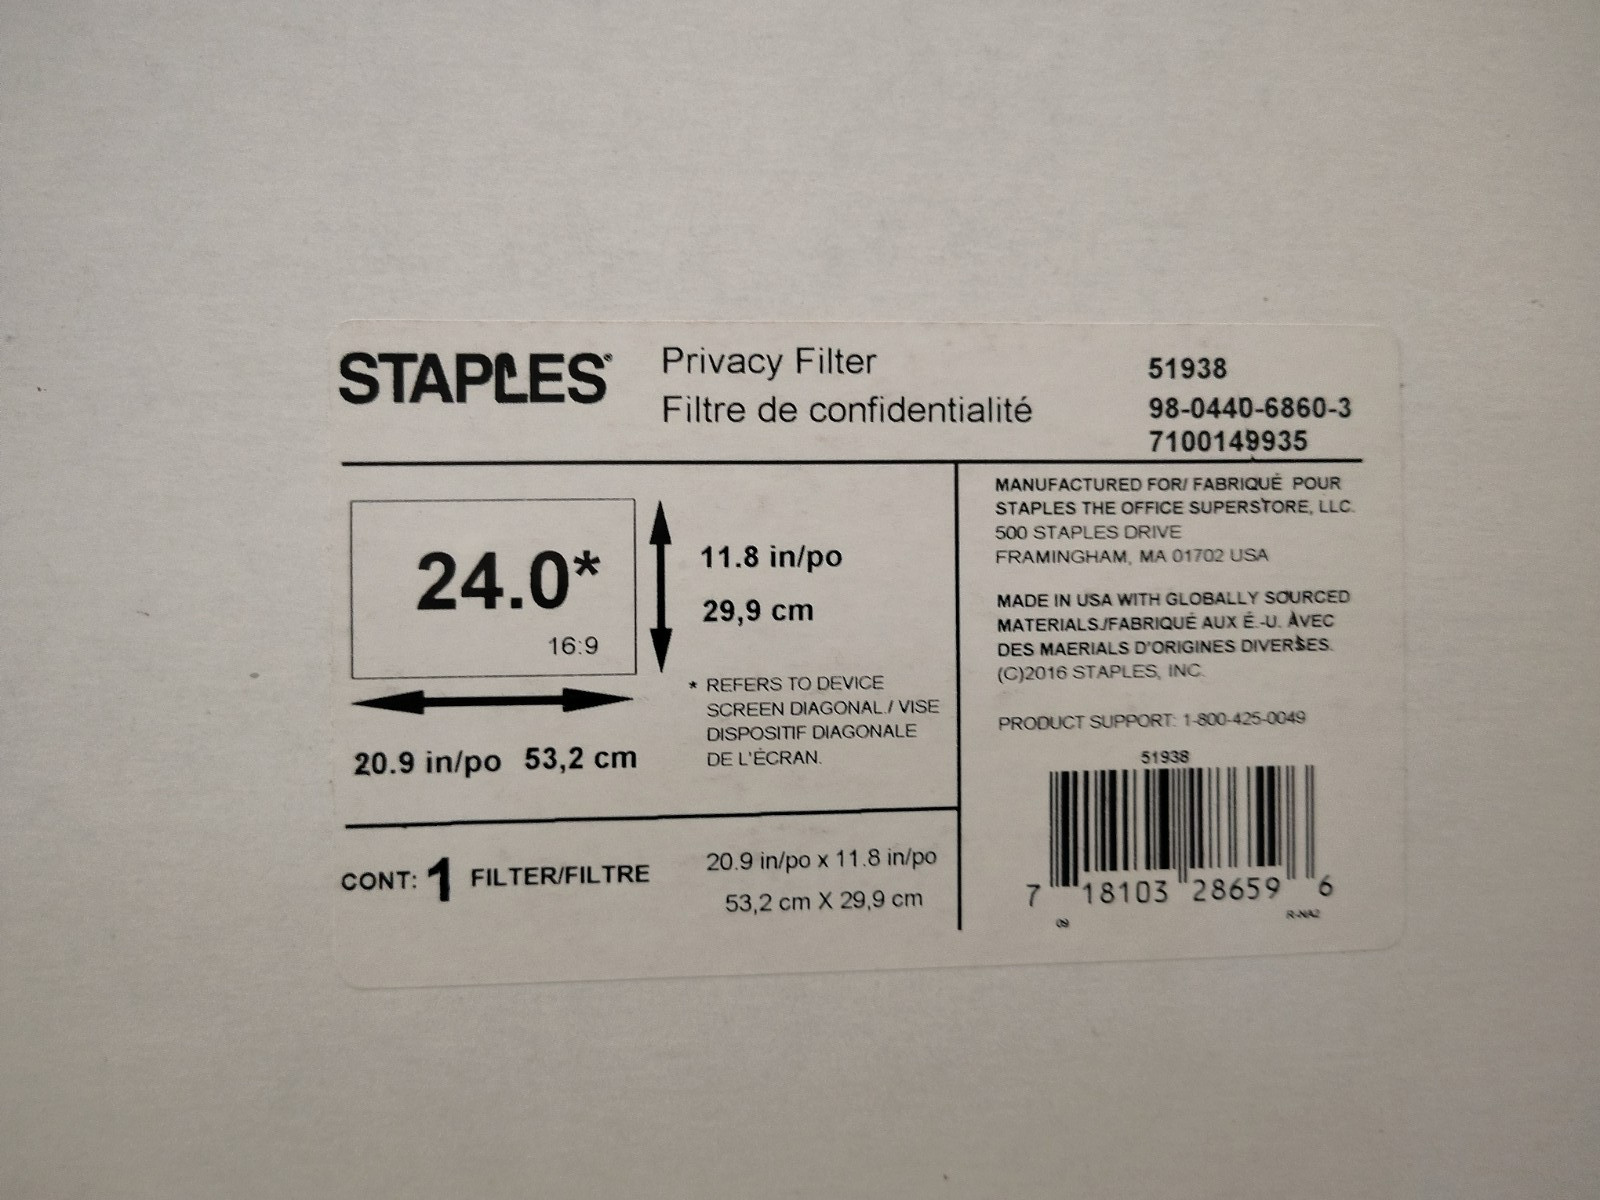 STAPLES®
Privacy Filter
Filtre de confidentialité
51938
98-0440-6860-3
7100149935
24.0*
16:9
11.8 in/po
29,9 cm
20.9 in/po 53,2 cm
* REFERS TO DEVICE
SCREEN DIAGONAL / VISE
DISPOSITIF DIAGONALE
DE L'ÉCRAN.
CONT: 1 FILTER/FILTRE
20.9 in/po x 11.8 in/po
53,2 cm X 29,9 cm
MANUFACTURED FOR/ FABRIQUÉ POUR
STAPLES THE OFFICE SUPERSTORE, LLC.
500 STAPLES DRIVE
FRAMINGHAM, MA 01702 USA
MADE IN USA WITH GLOBALLY SOURCED
MATERIALS./FABRIQUÉ AUX É.-U. AVEC
DES MAERIALS D'ORIGINES DIVERSES.
(C)2016 STAPLES, INC.
PRODUCT SUPPORT: 1-800-425-0049
51938
7 18103 28659 6
09 R-NA2